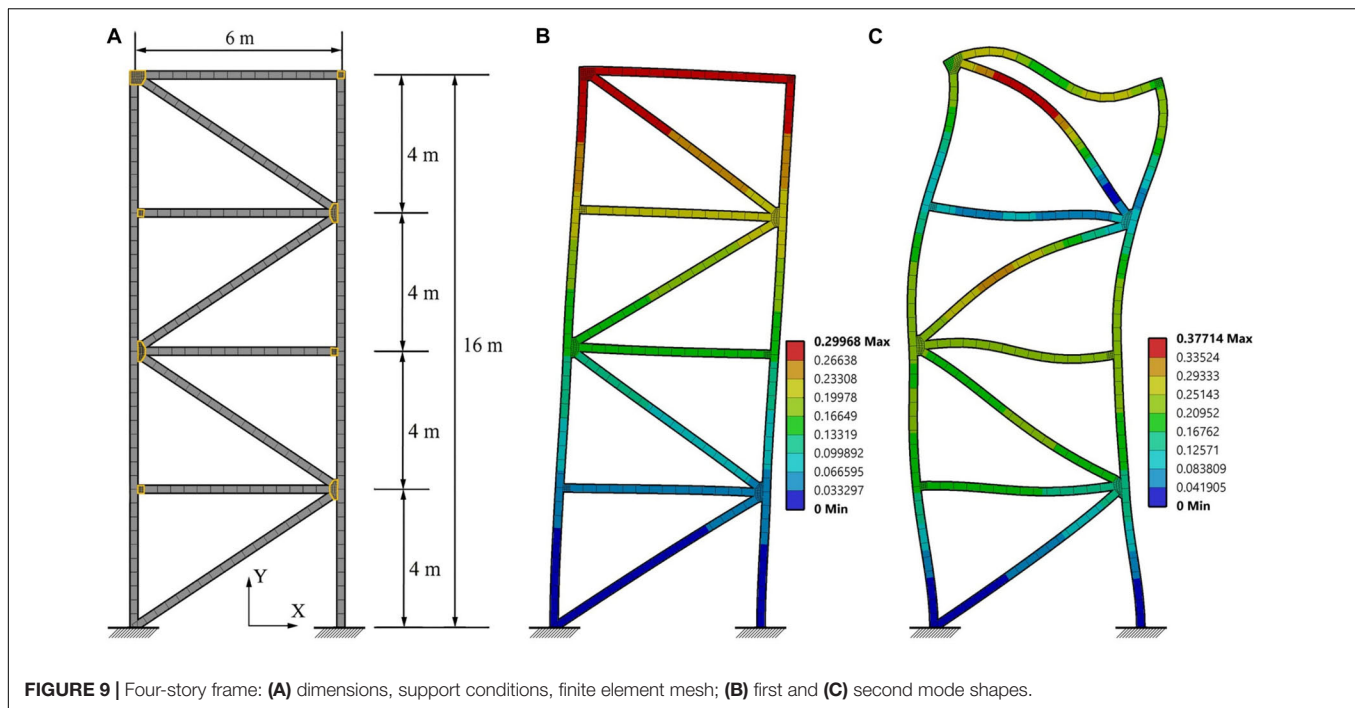 A
6 m
4 m
4 m
4 m
4 m
16 m
Y
X
B
0.29968 Max
0.26638
0.23308
0.19978
0.16649
0.13319
0.099892
0.066595
0.033297
0 Min
C
0.37714 Max
0.33524
0.29333
0.25143
0.20952
0.16762
0.12571
0.083809
0.041905
0 Min
FIGURE 9 | Four-story frame: (A) dimensions, support conditions, finite element mesh; (B) first and (C) second mode shapes.